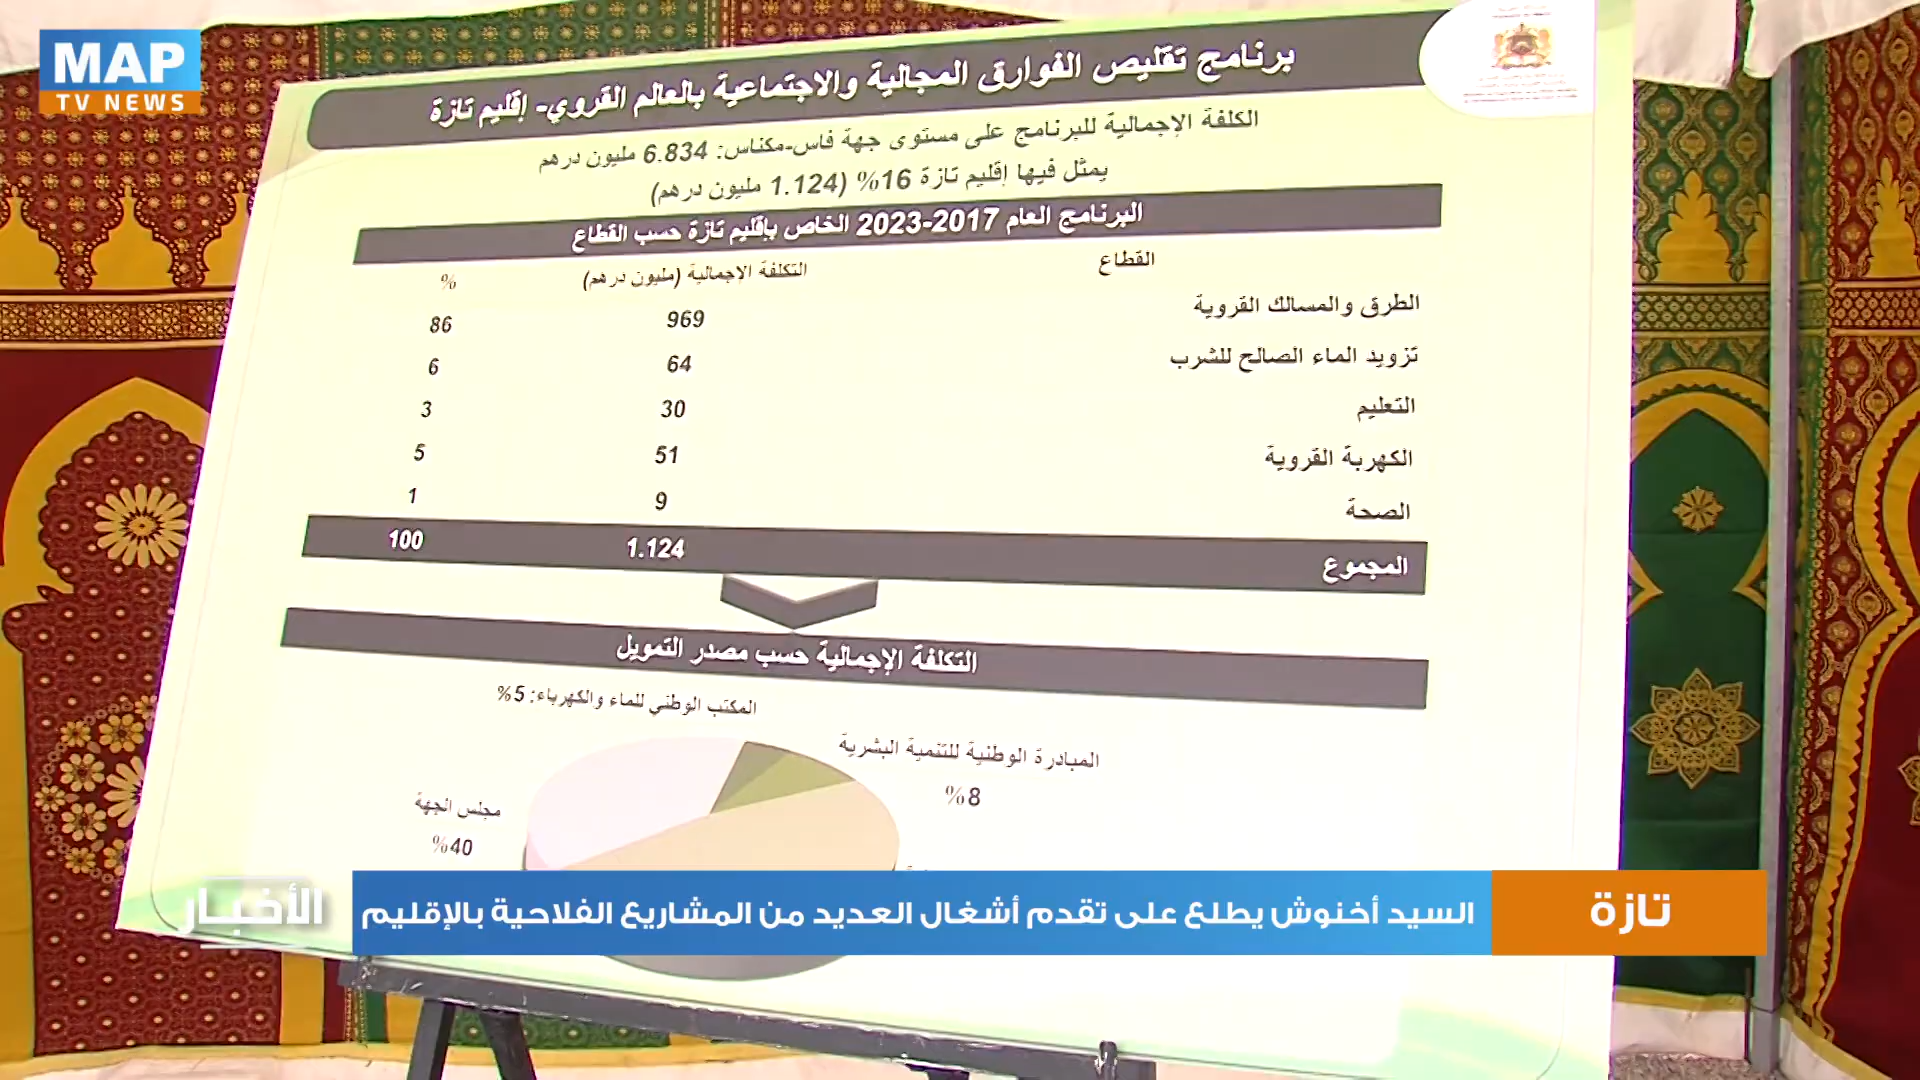 MAP
TV NEWS
برنامج تقليص الفوارق المجالية والاجتماعية بالعالم القروي- إقليم تازة
الكلفة الإجمالية للبرنامج على مستوى جهة فاس-مكناس: 6.834 مليون درهم
يمثل فيها إقليم تازة 16% (1.124 مليون درهم)
البرنامج العام 2017-2023 الخاص بإقليم تازة حسب القطاع
القطاع التكلفة الاجمالية (مليون درهم) %
الطرق والمسالك القروية 969 86
تزويد الماء الصالح للشرب 64 6
التعليم 30 3
الكهربة القروية 51 5
الصحة 9 1
المجموع 1.124 100
التكلفة الإجمالية حسب مصدر التمويل
المكتب الوطني للماء والكهرباء: 5%
المبادرة الوطنية للتنمية البشرية
8%
مجلس الجهة
40%
تازة
السيد أخنوش يطلع على تقدم أشغال العديد من المشاريع الفلاحية بالإقليم
الأخبار